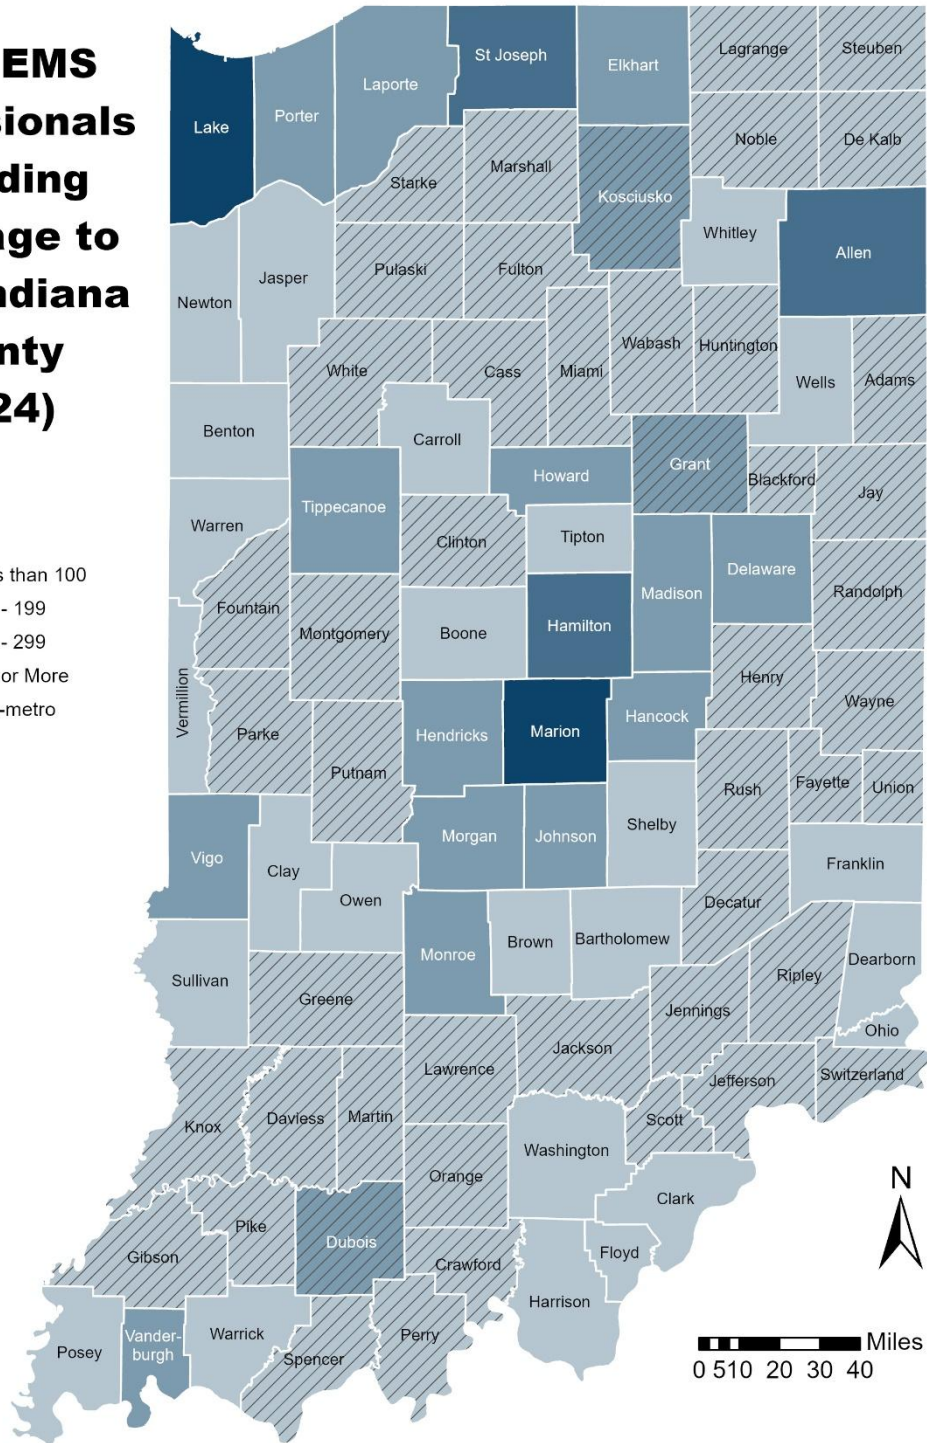 EMS
sionals
ding
age to
ndiana
nty
24)
s than 100
- 199
- 299
or More
-metro
St Joseph
Elkhart
Lagrange
Steuben
Laporte
Porter
Lake
Noble
De Kalb
Marshall
Starke
Kosciusko
Whitley
Allen
Jasper
Pulaski
Fulton
Newton
Wabash
Huntington
White
Cass
Miami
Wells
Adams
Benton
Carroll
Grant
Howard
Blackford
Jay
Tippecanoe
Warren
Clinton
Tipton
Delaware
Madison
Randolph
Fountain
Montgomery
Boone
Hamilton
Henry
Vermillion
Wayne
Hancock
Parke
Hendricks
Marion
Putnam
Rush
Fayette
Union
Morgan
Johnson
Shelby
Vigo
Clay
Franklin
Owen
Decatur
Brown
Bartholomew
Monroe
Dearborn
Sullivan
Ripley
Greene
Jennings
Ohio
Jackson
Lawrence
Jefferson
Switzerland
Knox
Daviess
Martin
Scott
Washington
Orange
Clark
Pike
Dubois
Gibson
Floyd
Crawford
Harrison
Vander-
burgh
Warrick
Posey
Spencer
Perry
N
Miles
0 5 10 20 30 40